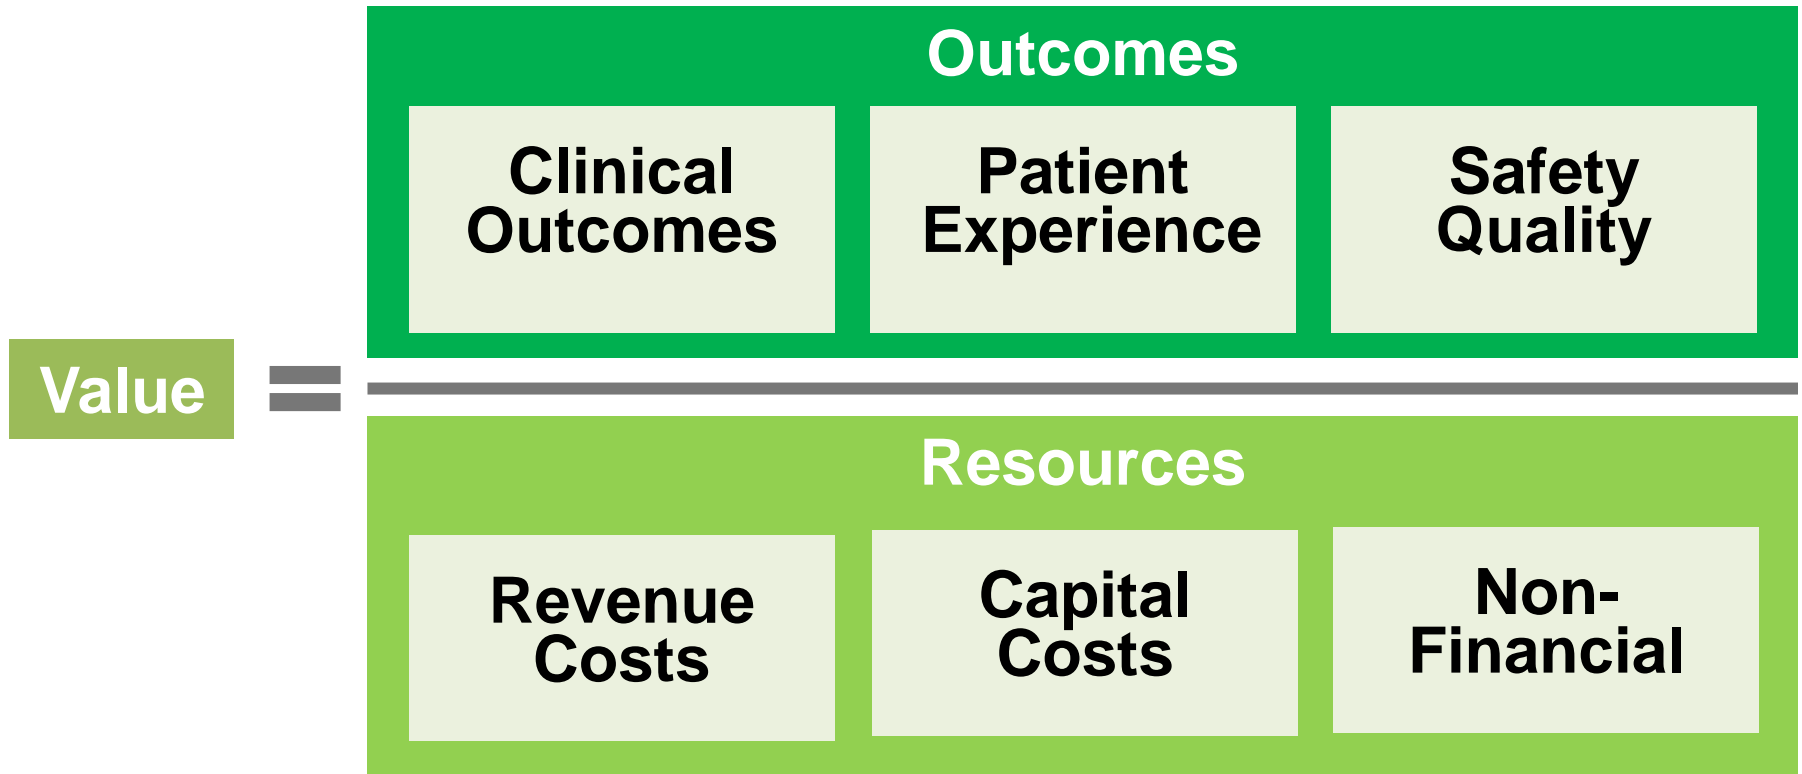 Outcomes
Clinical
Outcomes
Patient
Experience
Safety
Quality
Value =
Resources
Revenue
Costs
Capital
Costs
Non-
Financial